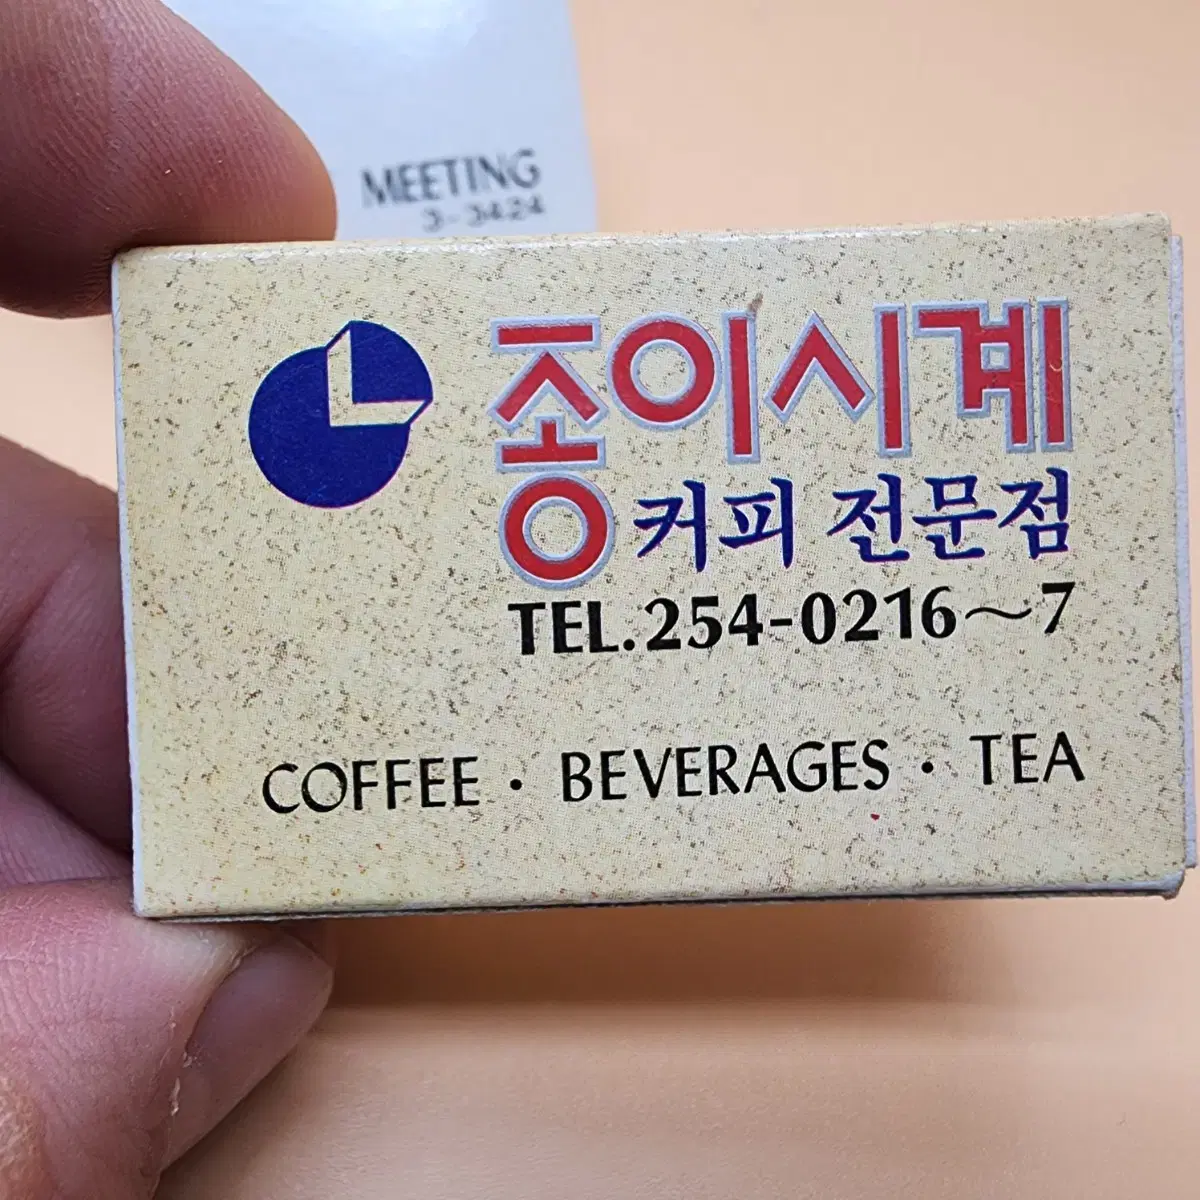 MEETING
3-3424
종이시계
커피 전문점
TEL.254-0216~7
COFFEE · BEVERAGES · TEA